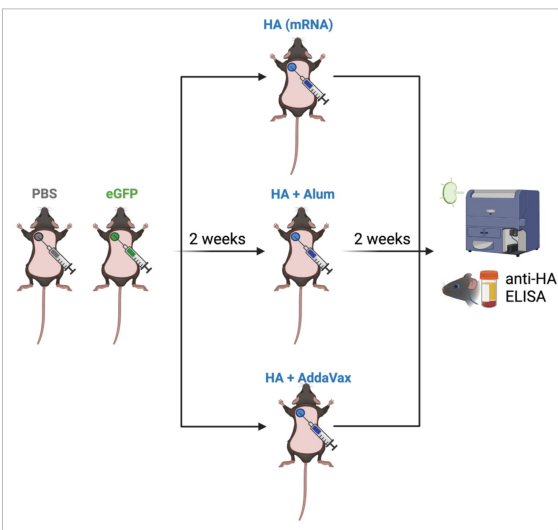 HA (mRNA)
PBS
eGFP
2 weeks
HA + Alum
2 weeks
anti-HA
ELISA
HA + AddaVax